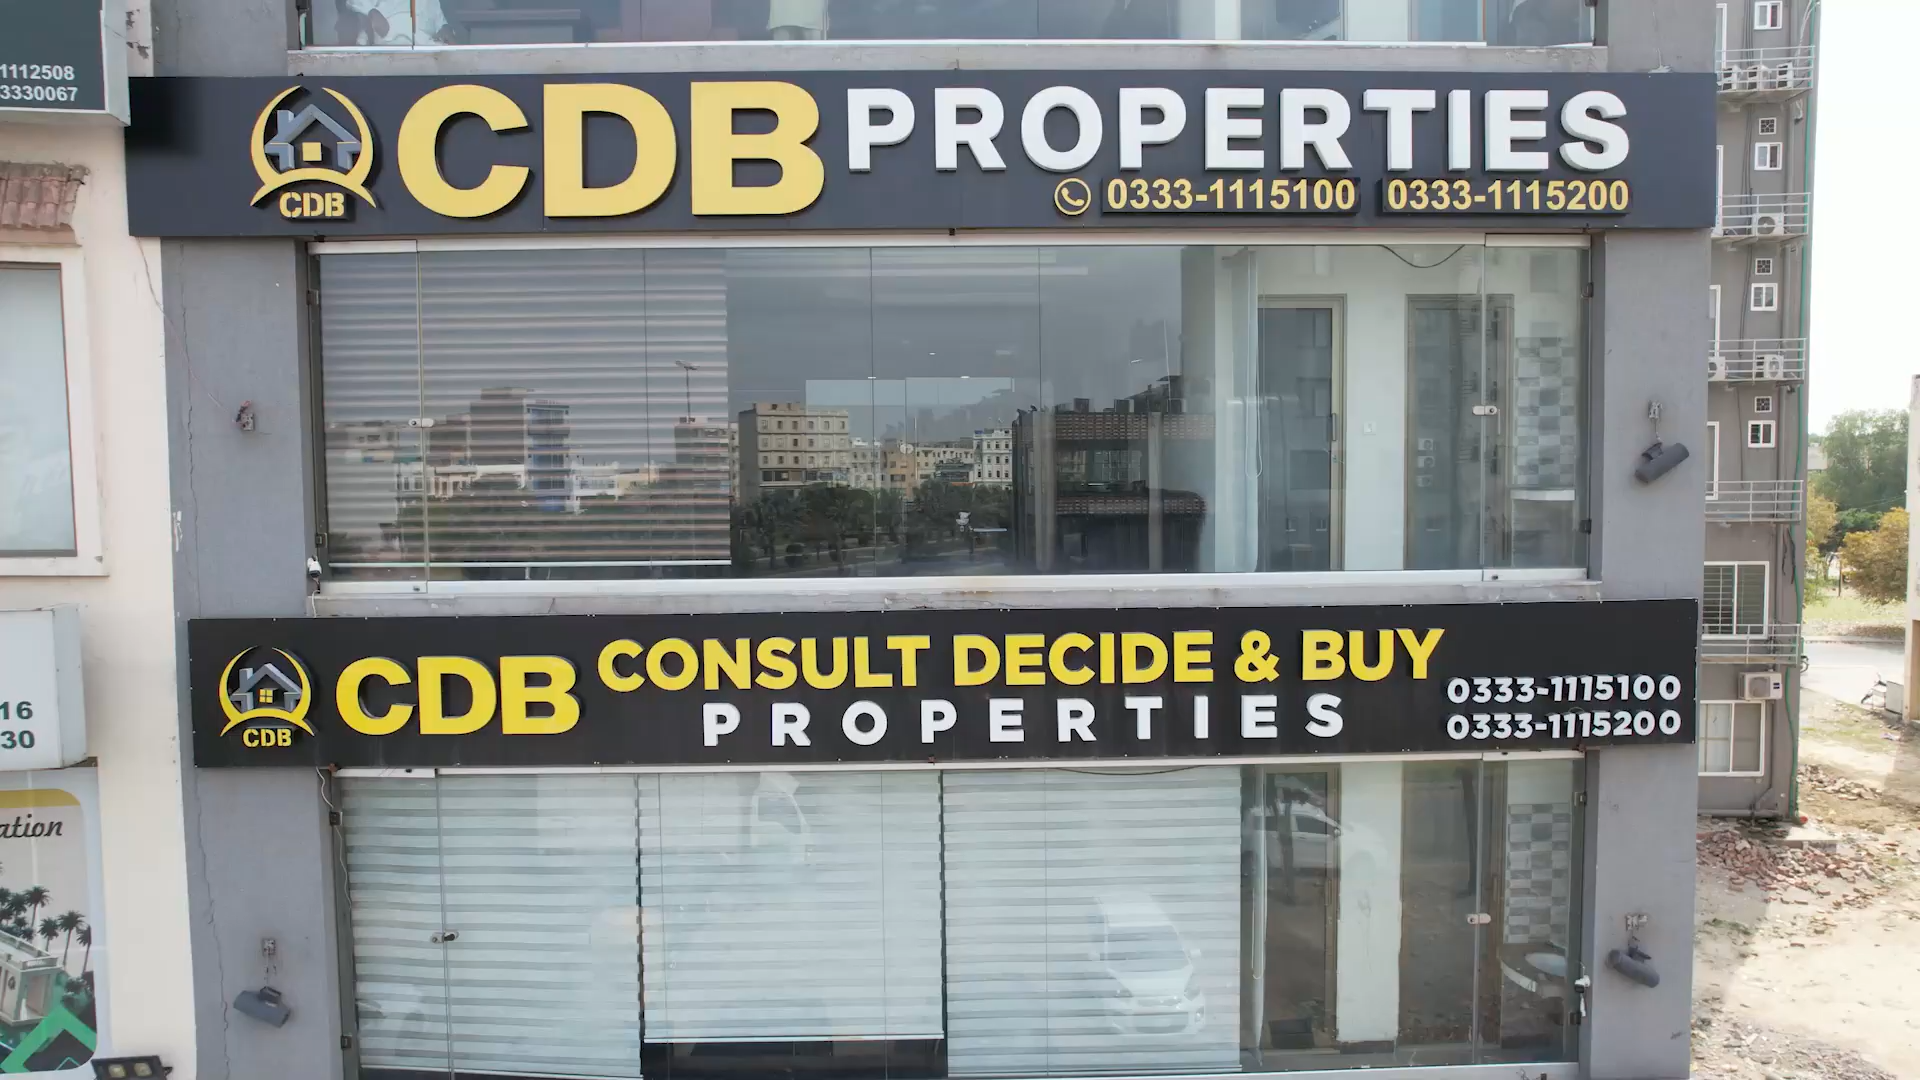 1112508
3330067
CDB
CDB PROPERTIES
0333-1115100 0333-1115200
CDB
CDB CONSULT DECIDE & BUY
PROPERTIES
0333-1115100
0333-1115200
16
30
ation